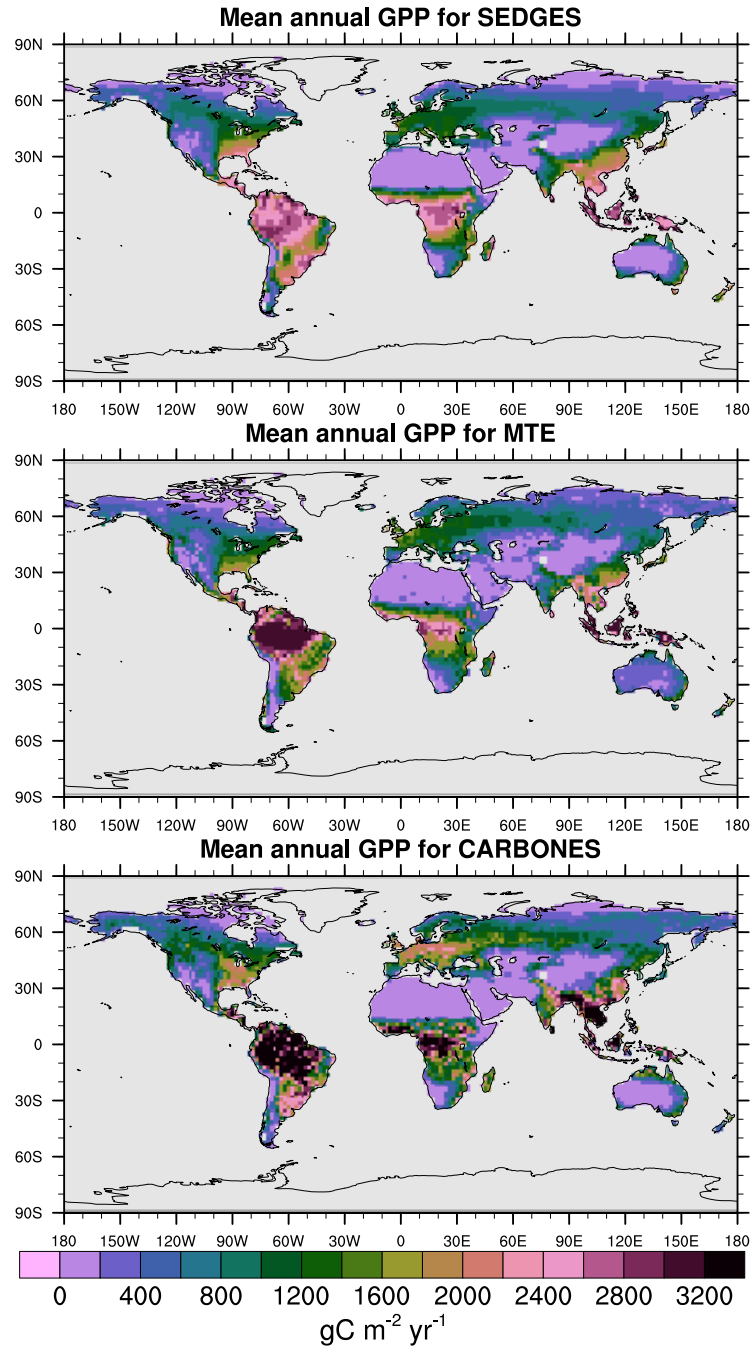 Mean annual GPP for SEDGES
90N
60N
30N
0
30S
60S
90S
180 150W 120W 90W 60W 30W 0 30E 60E 90E 120E 150E 180
Mean annual GPP for MTE
90N
60N
30N
0
30S
60S
90S
180 150W 120W 90W 60W 30W 0 30E 60E 90E 120E 150E 180
Mean annual GPP for CARBONES
90N
60N
30N
0
30S
60S
90S
180 150W 120W 90W 60W 30W 0 30E 60E 90E 120E 150E 180
0 400 800 1200 1600 2000 2400 2800 3200
gC m⁻² yr⁻¹